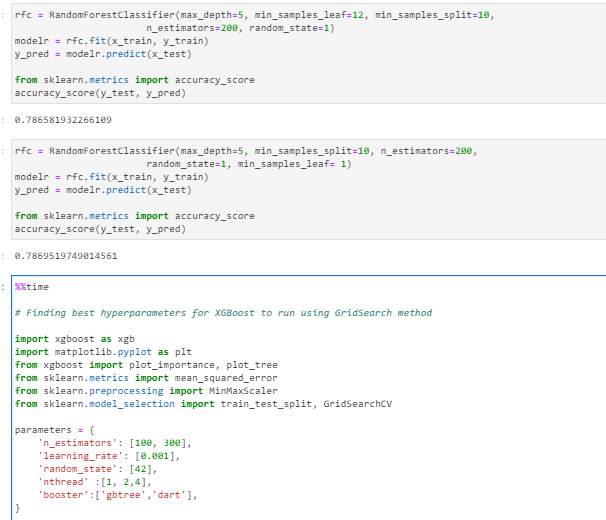 rfc = RandomForestClassifier(max_depth=5, min_samples_leaf=12, min_samples_split=10,
n_estimators=200, random_state=1)
modelr = rfc.fit(x_train, y_train)
y_pred = modelr.predict(x_test)
from sklearn.metrics import accuracy_score
accuracy_score(y_test, y_pred)
: 0.786581932266109
: rfc = RandomForestClassifier(max_depth=5, min_samples_split=10, n_estimators=200,
random_state=1, min_samples_leaf= 1)
modelr = rfc.fit(x_train, y_train)
y_pred = modelr.predict(x_test)
from sklearn.metrics import accuracy_score
accuracy_score(y_test, y_pred)
: 0.7869519749014561
: %%time
# Finding best hyperparameters for XGBoost to run using GridSearch method
import xgboost as xgb
import matplotlib.pyplot as plt
from xgboost import plot_importance, plot_tree
from sklearn.metrics import mean_squared_error
from sklearn.preprocessing import MinMaxScaler
from sklearn.model_selection import train_test_split, GridSearchCV
parameters = {
'n_estimators': [100, 300],
'learning_rate': [0.001],
'random_state': [42],
'nthread' :[1, 2,4],
'booster':['gbtree','dart'],
}